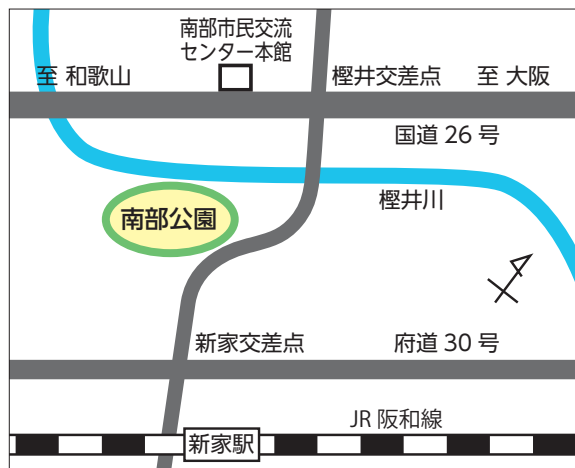 南部市民交流
センター本館
至 和歌山
樫井交差点
至 大阪
国道 26 号
樫井川
南部公園
新家交差点
府道 30 号
JR 阪和線
新家駅